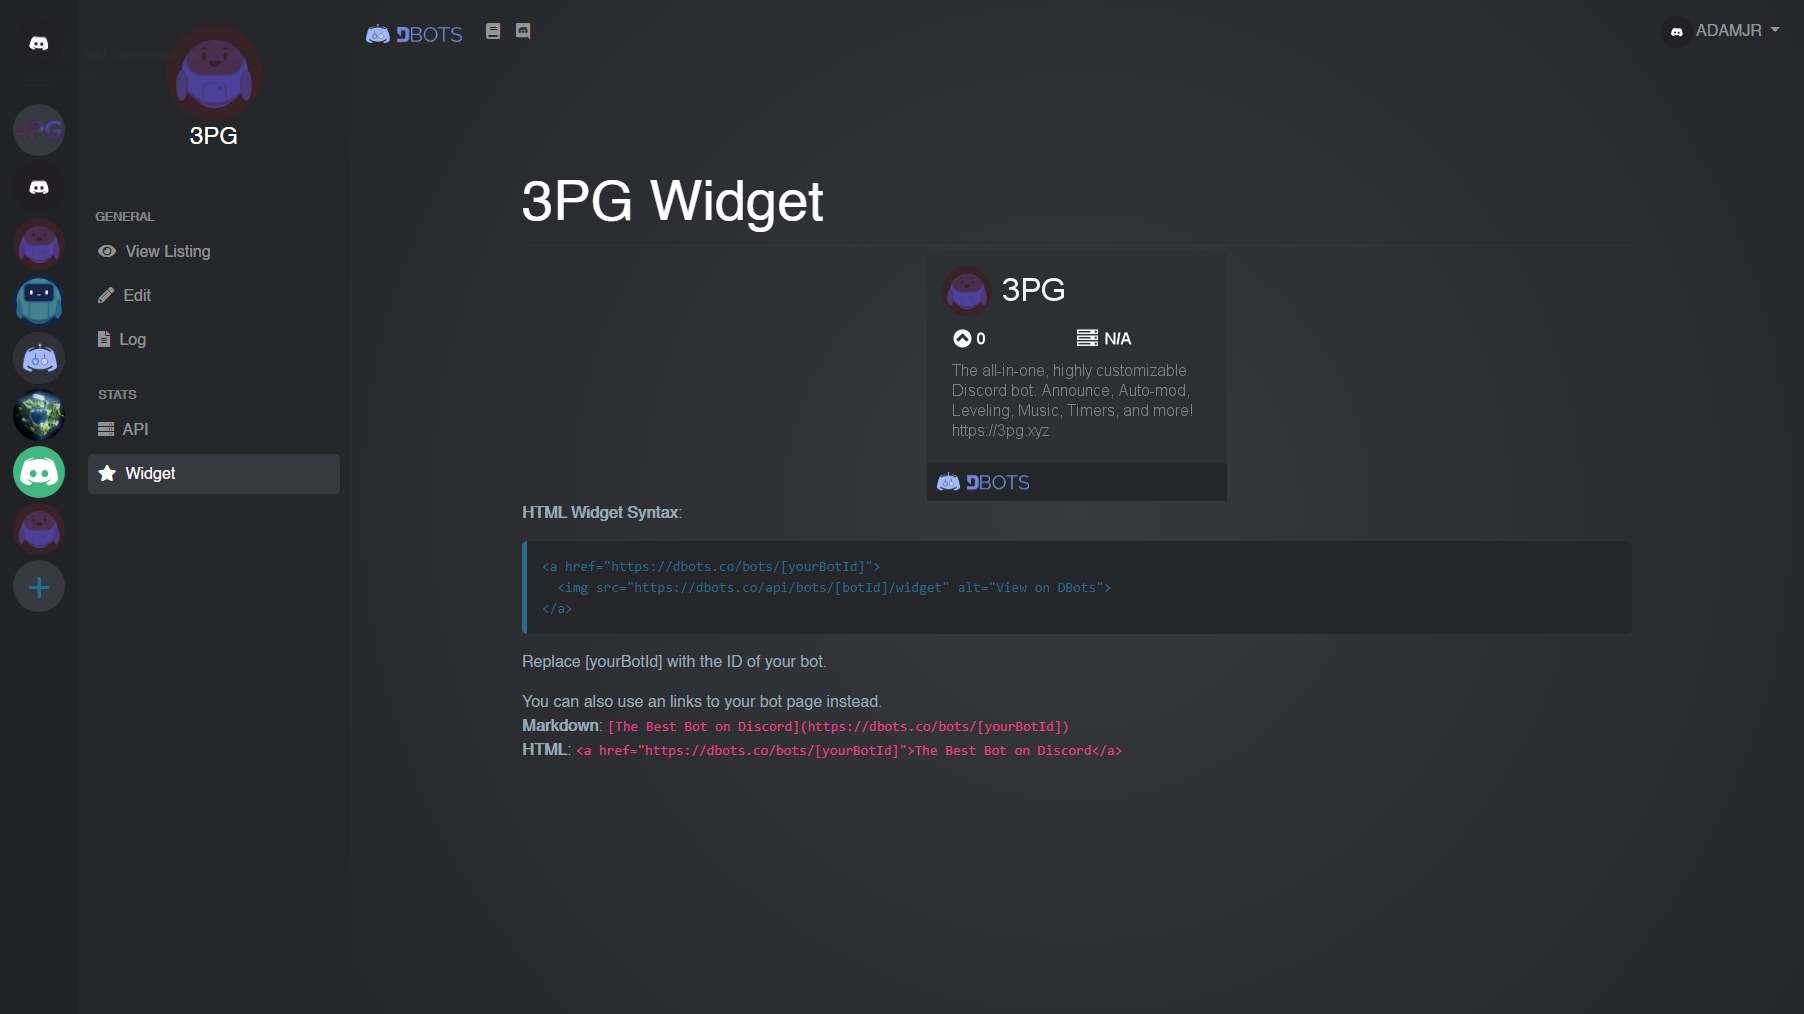 3PG
3PG
GENERAL
View Listing
Edit
Log
STATS
API
Widget
DBOTS
ADAMJR
3PG Widget
3PG
0
N/A
The all-in-one, highly customizable
Discord bot. Announce, Auto-mod,
Leveling, Music, Timers, and more!
https://3pg.xyz
DBOTS
HTML Widget Syntax:
<a href="https://dbots.co/bots/[yourBotId]">
<img src="https://dbots.co/api/bots/[botId]/widget" alt="View on DBots">
</a>
Replace [yourBotId] with the ID of your bot.
You can also use an links to your bot page instead.
Markdown: [The Best Bot on Discord](https://dbots.co/bots/[yourBotId])
HTML: <a href="https://dbots.co/bots/[yourBotId]">The Best Bot on Discord</a>